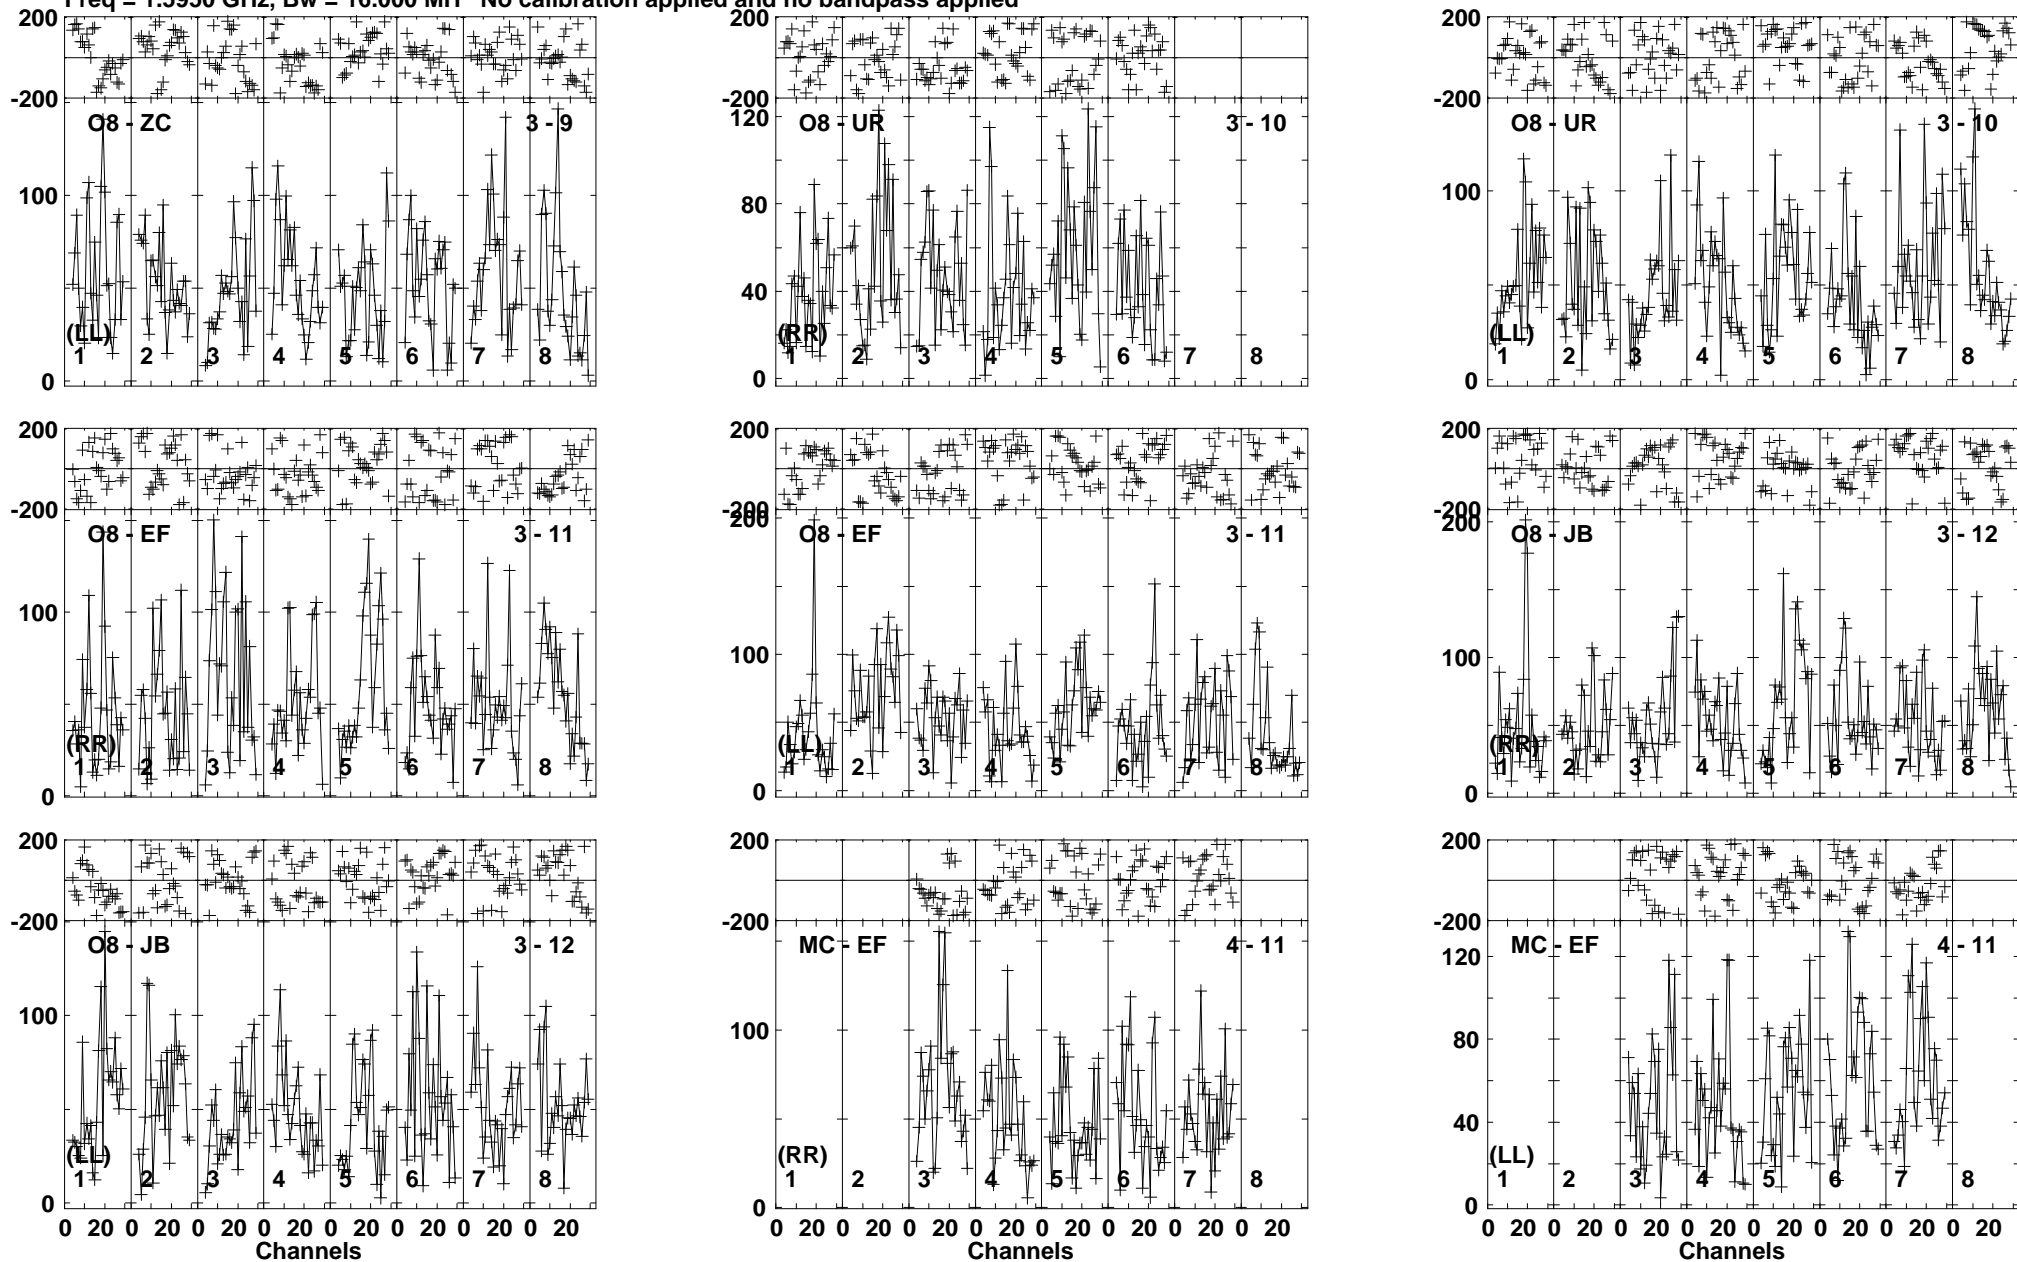 Freq = 1.5950 GHz, Bw = 16.000 MH No calibration applied and no bandpass applied
200 200 200
-200 -200 -200
O8 - ZC 3 - 9 O8 - UR 3 - 10 O8 - UR 3 - 10
120
100 80 100
40
(LL) (RR) (LL)
1 2 3 4 5 6 7 8 1 2 3 4 5 6 7 8 1 2 3 4 5 6 7 8
0 0 0
200 200 200
-200 -200 -200
200 200
O8 - EF 3 - 11 O8 - EF 3 - 11 O8 - JB 3 - 12
100 100 100
(RR) (LL) (RR)
1 2 3 4 5 6 7 8 1 2 3 4 5 6 7 8 1 2 3 4 5 6 7 8
0 0 0
200 200 200
-200 -200 -200
O8 - JB 3 - 12 MC - EF 4 - 11 MC - EF 4 - 11
120
100 100 80
40
(LL) (RR) (LL)
1 2 3 4 5 6 7 8 1 2 3 4 5 6 7 8 1 2 3 4 5 6 7 8
0 0 0
0 20 0 20 0 20 0 20 0 20 0 20 0 20 0 20 0 20 0 20 0 20 0 20 0 20 0 20 0 20 0 20 0 20 0 20 0 20 0 20 0 20 0 20 0 20 0 20
Channels Channels Channels